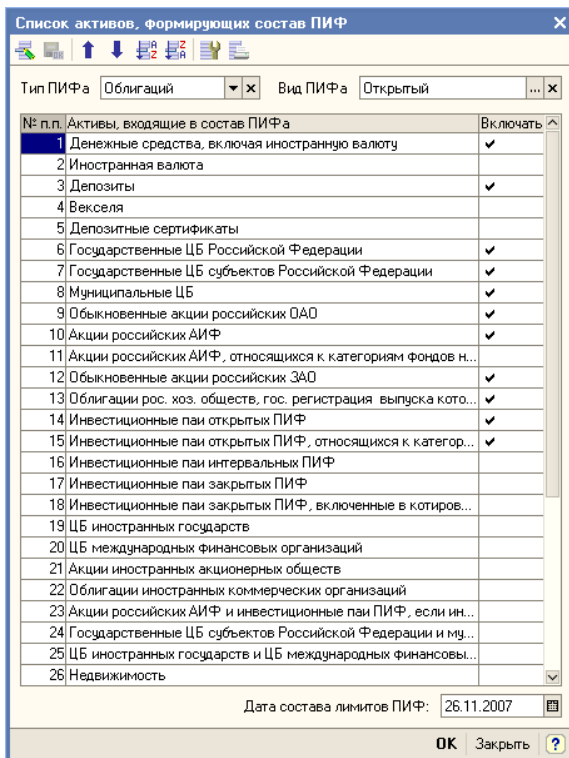 Список активов, формирующих состав ПИФ
Тип ПИФа Облигаций Вид ПИФа Открытый ...
№ п.п. Активы, входящие в состав ПИФа Включать
1 Денежные средства, включая иностранную валюту
2 Иностранная валюта
3 Депозиты
4 Векселя
5 Депозитные сертификаты
6 Государственные ЦБ Российской Федерации
7 Государственные ЦБ субъектов Российской Федерации
8 Муниципальные ЦБ
9 Обыкновенные акции российских ОАО
10 Акции российских АИФ
11 Акции российских АИФ, относящихся к категориям фондов н...
12 Обыкновенные акции российских ЗАО
13 Облигации рос. хоз. обществ, гос. регистрация выпуска кото...
14 Инвестиционные паи открытых ПИФ
15 Инвестиционные паи открытых ПИФ, относящихся к категор...
16 Инвестиционные паи интервальных ПИФ
17 Инвестиционные паи закрытых ПИФ
18 Инвестиционные паи закрытых ПИФ, включенные в котиров...
19 ЦБ иностранных государств
20 ЦБ международных финансовых организаций
21 Акции иностранных акционерных обществ
22 Облигации иностранных коммерческих организаций
23 Акции российских АИФ и инвестиционные паи ПИФ, если ин...
24 Государственные ЦБ субъектов Российской Федерации и му...
25 ЦБ иностранных государств и ЦБ международных финансовы...
26 Недвижимость
Дата состава лимитов ПИФ: 26.11.2007
OK Закрыть ?